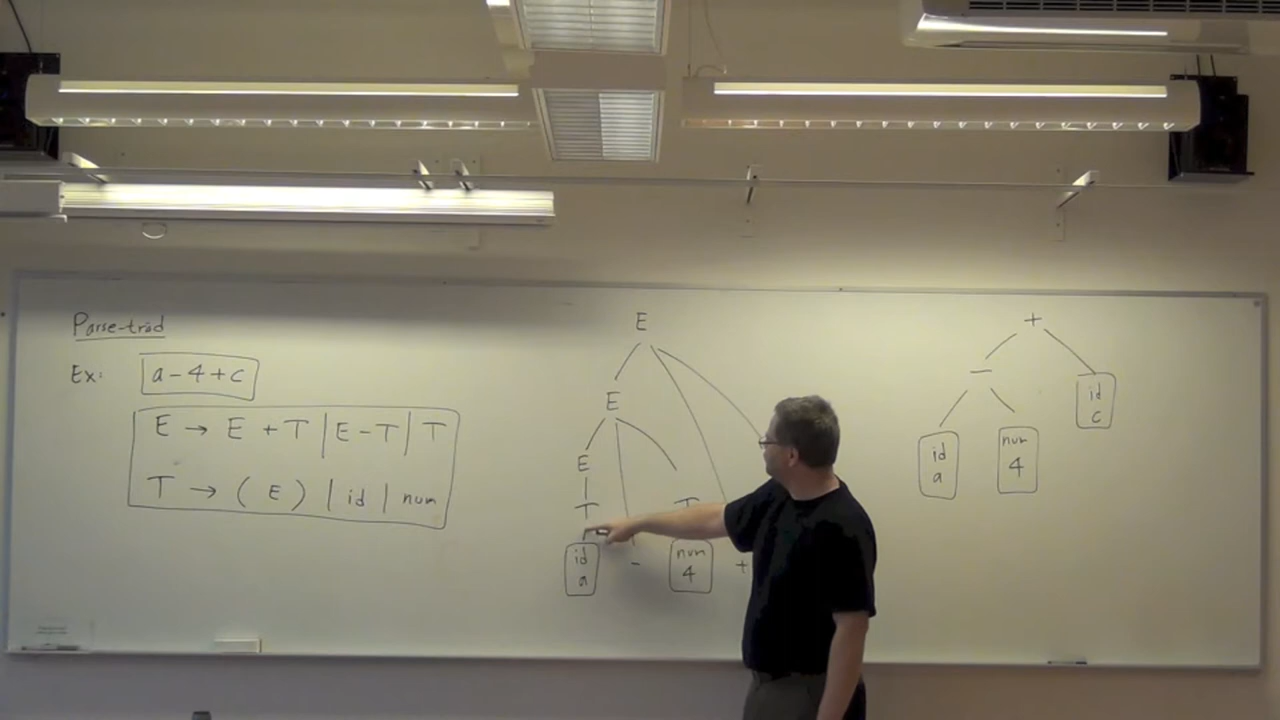 Parse-träd
Ex: a-4+c
E → E + T | E - T | T
T → ( E ) | id | num
E
E
E
T T
id
a
-
num
4
+
+
-
id
c
id
a
num
4